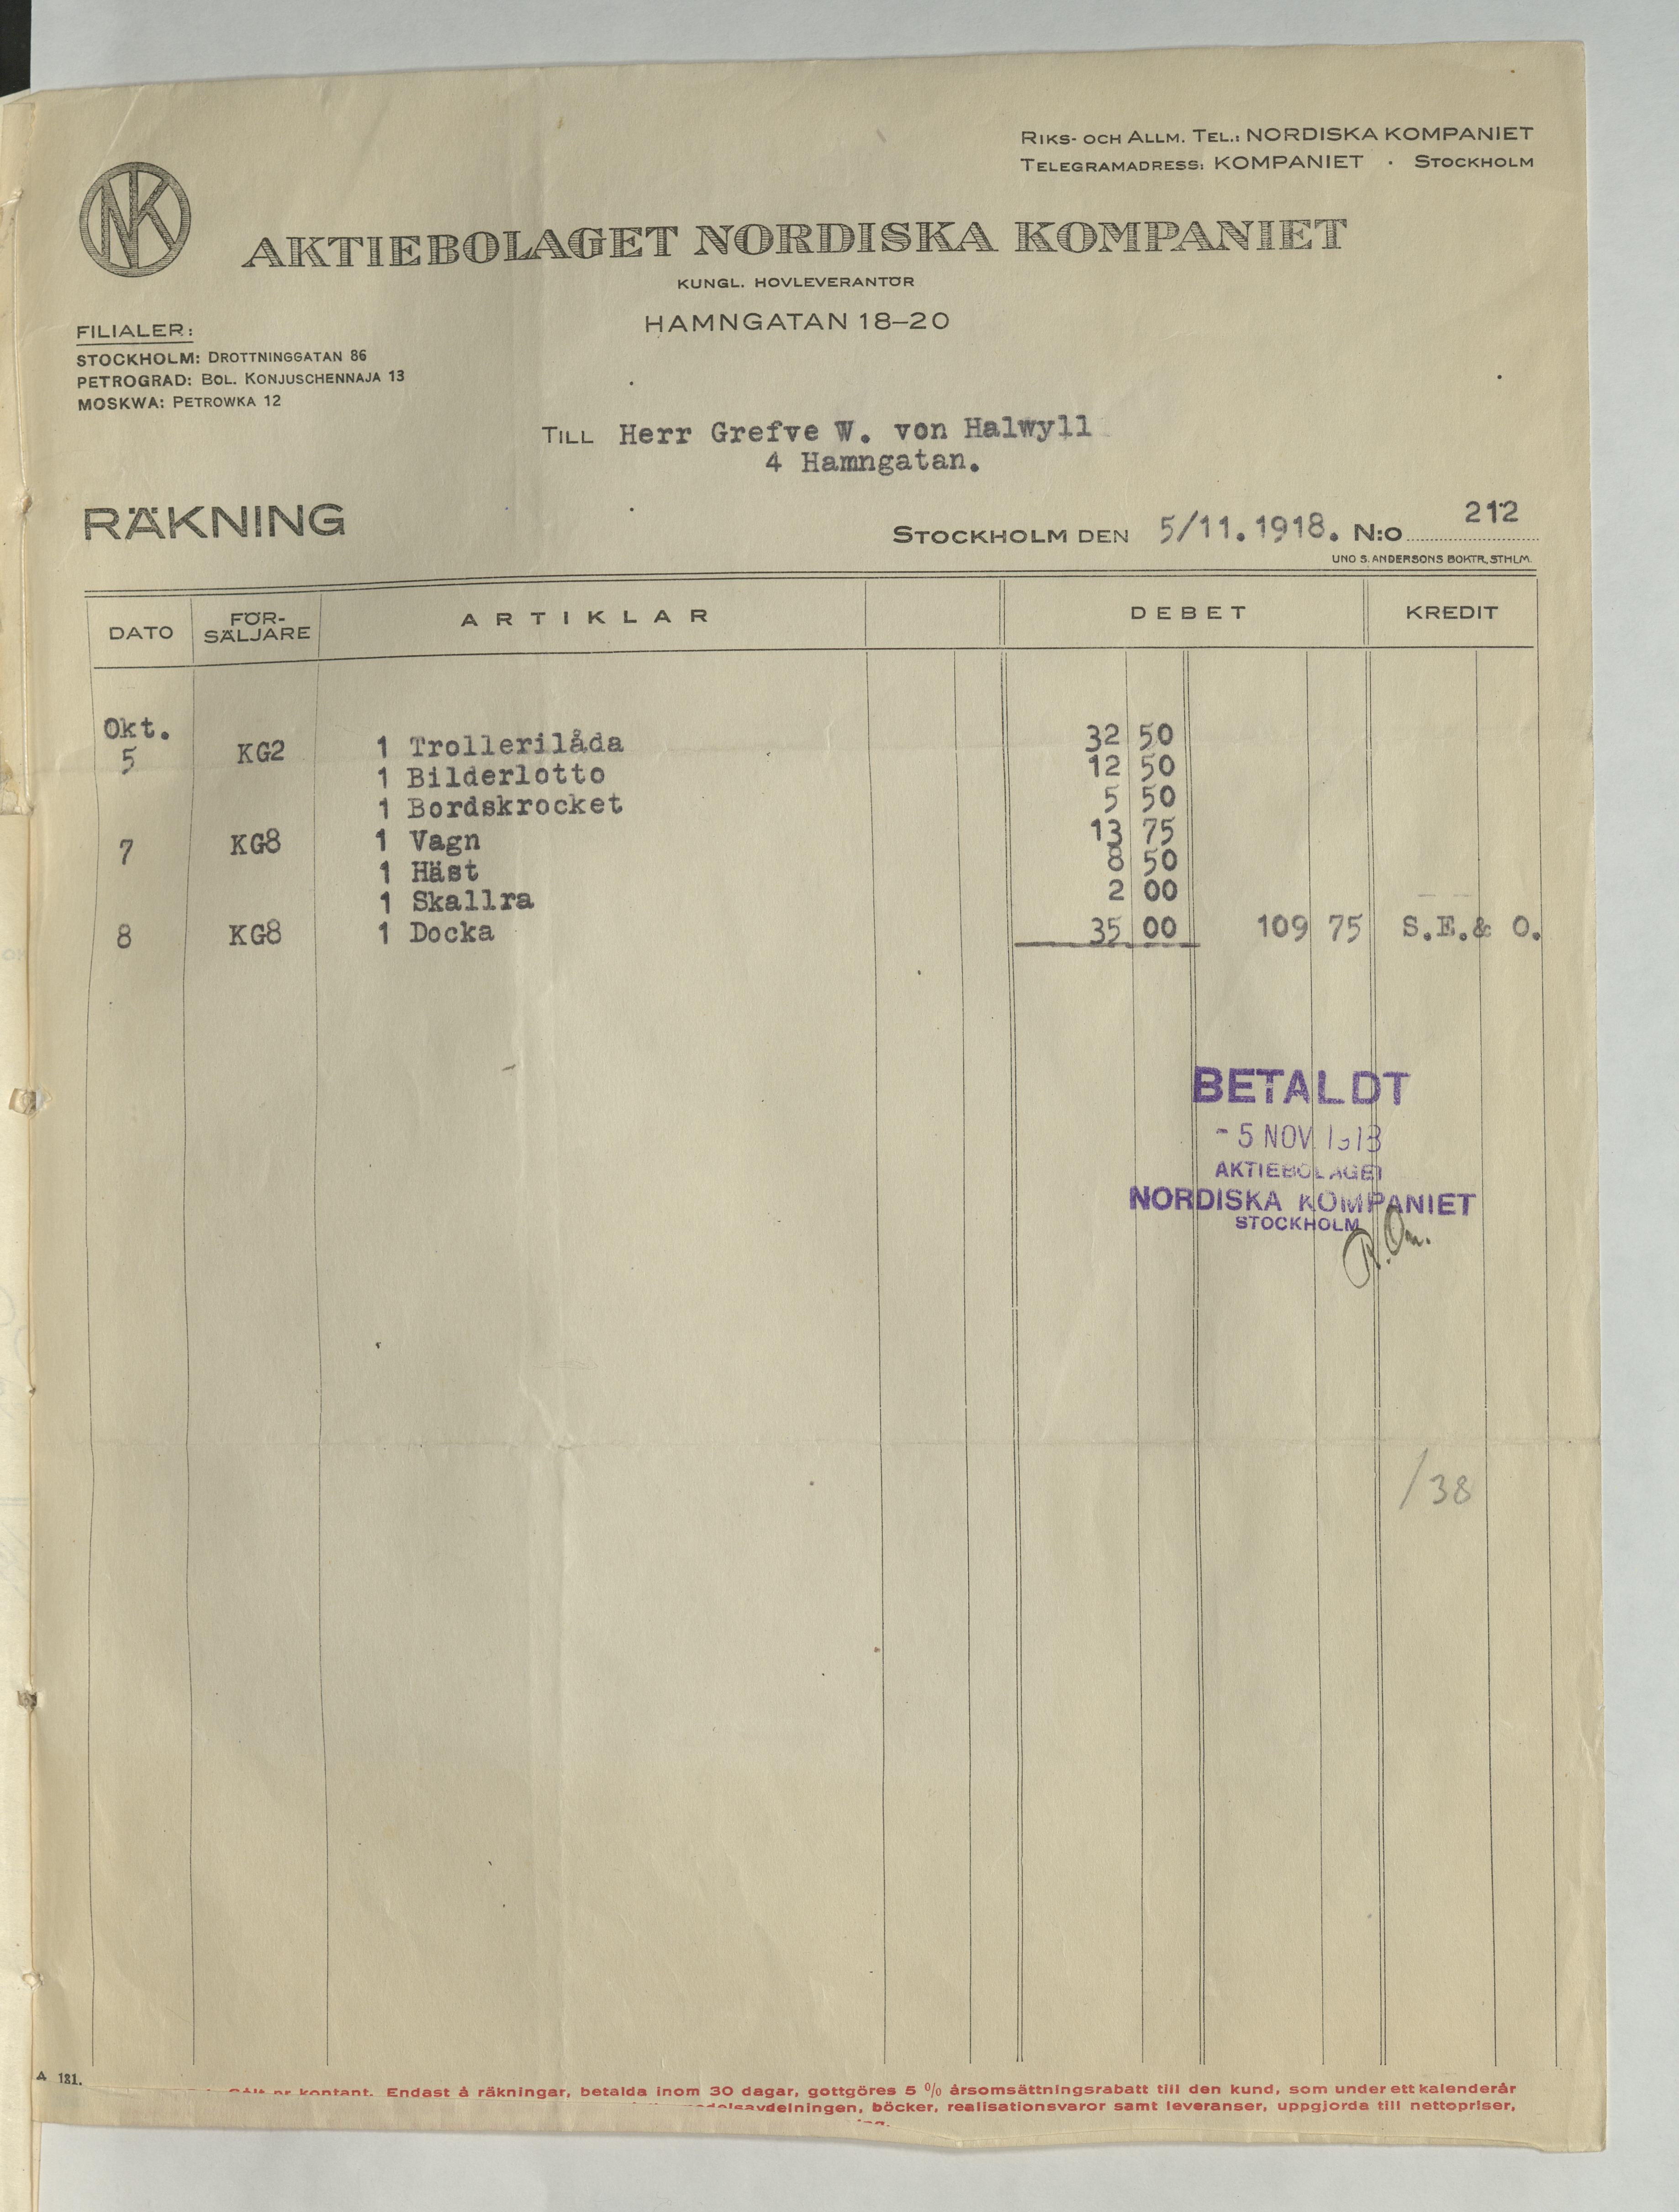 RIKS- OCH ALLM. TEL.: NORDISKA KOMPANIET
TELEGRAMADRESS: KOMPANIET · STOCKHOLM
NK
AKTIEBOLAGET NORDISKA KOMPANIET
KUNGL. HOVLEVERANTÖR
HAMNGATAN 18–20
FILIALER:
STOCKHOLM: DROTTNINGGATAN 86
PETROGRAD: BOL. KONJUSCHENNAJA 13
MOSKWA: PETROWKA 12
TILL Herr Grefve W. von Halwyll
4 Hamngatan.
RÄKNING
STOCKHOLM DEN 5/11.1918. N:o 212
UNO S. ANDERSONS BOKTR. STHLM.
DATO FÖR-SÄLJARE ARTIKLAR DEBET KREDIT
Okt.
5 KG2 1 Trollerilåda 32 50
1 Bilderlotto 12 50
1 Bordskrocket 5 50
7 KG8 1 Vagn 13 75
1 Häst 8 50
1 Skallra 2 00
8 KG8 1 Docka 35 00 109 75 S.E.& O.
BETALDT
- 5 NOV. 1918
AKTIEBOLAGET
NORDISKA KOMPANIET
STOCKHOLM
/38
A 181.
kontant. Endast å räkningar, betalda inom 30 dagar, gottgöres 5 % årsomsättningsrabatt till den kund, som under ett kalenderår
böcker, realisationsvaror samt leveranser, uppgjorda till nettopriser,